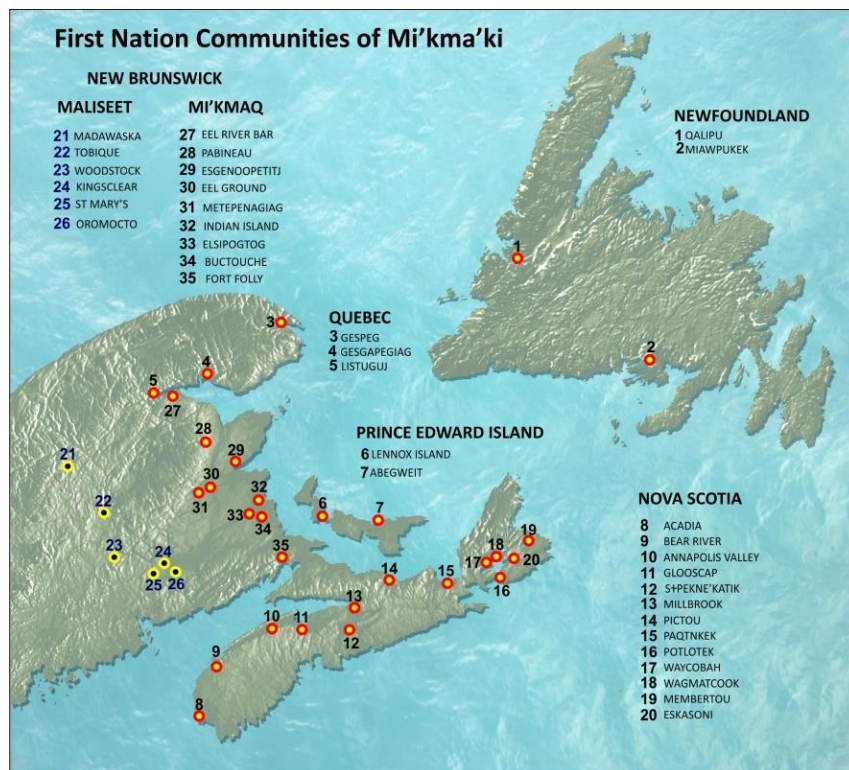 First Nation Communities of Mi'kma'ki
NEW BRUNSWICK
MALISEET
21 MADAWASKA
22 TOBIQUE
23 WOODSTOCK
24 KINGSCLEAR
25 ST MARY'S
26 OROMOCTO
MI'KMAQ
27 EEL RIVER BAR
28 PABINEAU
29 ESGENOOPETITJ
30 EEL GROUND
31 METEPENAGIAG
32 INDIAN ISLAND
33 ELSIPOGTOG
34 BUCTOUCHE
35 FORT FOLLY
NEWFOUNDLAND
1 QALIPU
2 MIAWPUKEK
QUEBEC
3 GESPEG
4 GESGAPEGIAG
5 LISTUGUJ
PRINCE EDWARD ISLAND
6 LENNOX ISLAND
7 ABEGWEIT
NOVA SCOTIA
8 ACADIA
9 BEAR RIVER
10 ANNAPOLIS VALLEY
11 GLOOSCAP
12 SɫPEKNE'KATIK
13 MILLBROOK
14 PICTOU
15 PAQTNKEK
16 POTLOTEK
17 WAYCOBAH
18 WAGMATCOOK
19 MEMBERTOU
20 ESKASONI
1
2
3
4
5
27
28
21
29
30
31
32
22
33
34
6
7
23
24
25
26
35
19
18
17
20
16
15
14
13
12
11
10
9
8